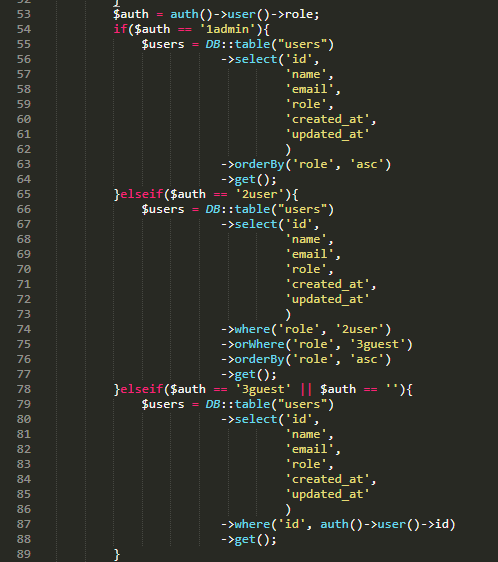 52 }
53 $auth = auth()->user()->role;
54 if($auth == '1admin'){
55 $users = DB::table("users")
56 ->select('id',
57 'name',
58 'email',
59 'role',
60 'created_at',
61 'updated_at'
62 )
63 ->orderBy('role', 'asc')
64 ->get();
65 }elseif($auth == '2user'){
66 $users = DB::table("users")
67 ->select('id',
68 'name',
69 'email',
70 'role',
71 'created_at',
72 'updated_at'
73 )
74 ->where('role', '2user')
75 ->orWhere('role', '3guest')
76 ->orderBy('role', 'asc')
77 ->get();
78 }elseif($auth == '3guest' || $auth == ''){
79 $users = DB::table("users")
80 ->select('id',
81 'name',
82 'email',
83 'role',
84 'created_at',
85 'updated_at'
86 )
87 ->where('id', auth()->user()->id)
88 ->get();
89 }